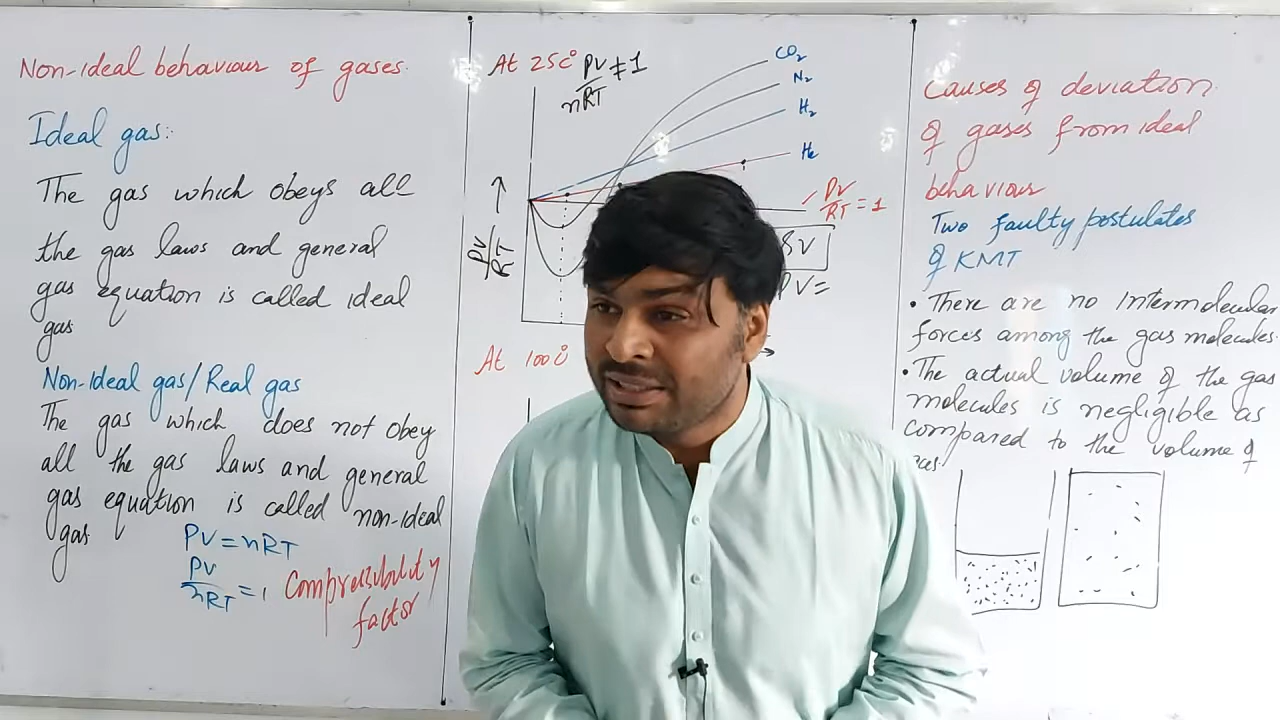 Non-ideal behaviour of gases.
Ideal gas:
The gas which obeys all
the gas laws and general
gas equation is called ideal
gas
Non-ideal gas/Real gas
The gas which does not obey
all the gas laws and general
gas equation is called non-ideal
gas
PV = nRT
PV/nRT = 1 Compressibility
factor
At 25c° PV/nRT ≠ 1
CO₂
N₂
H₂
He
PV/RT = 1
PV/RT
PV=
At 100c°
Causes of deviation
of gases from ideal
behaviour
Two faulty postulates
of KMT
• There are no intermolecular
forces among the gas molecules.
• The actual volume of the gas
molecules is negligible as
compared to the volume of
gas.